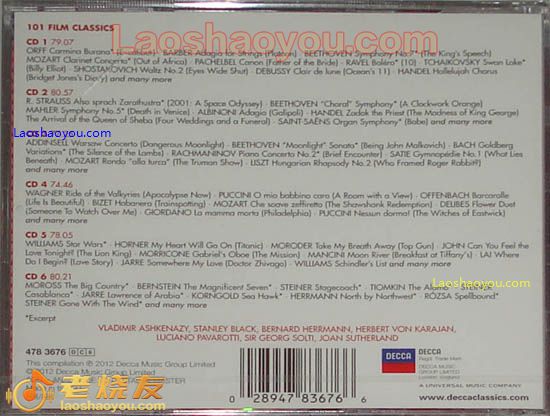 Laoshaoyou.com
101 FILM CLASSICS
CD 1 79.07
ORFF Carmina Burana* · BARBER Adagio for Strings (Platoon) · BEETHOVEN Symphony No.7* (The King's Speech)
MOZART Clarinet Concerto* (Out of Africa) · PACHELBEL Canon (Father of the Bride) · RAVEL Boléro* (10) · TCHAIKOVSKY Swan Lake*
(Billy Elliot) · SHOSTAKOVICH Waltz No.2 (Eyes Wide Shut) · DEBUSSY Clair de lune (Ocean's 11) · HANDEL Hallelujah Chorus
(Bridget Jones's Diary) and many more
CD 2 80.57
R. STRAUSS Also sprach Zarathustra* (2001: A Space Odyssey) · BEETHOVEN "Choral" Symphony* (A Clockwork Orange)
MAHLER Symphony No.5* (Death in Venice) · ALBINONI Adagio (Galipoli) · HANDEL Zadok the Priest (The Madness of King George)
The Arrival of the Queen of Sheba (Four Weddings and a Funeral) · SAINT-SAËNS Organ Symphony* (Babe) and many more
Laoshaoyou.com
ADDINSELL Warsaw Concerto (Dangerous Moonlight) · BEETHOVEN "Moonlight" Sonata* (Being John Malkovich) · BACH Goldberg
Variations* (The Silence of the Lambs) · RACHMANINOV Piano Concerto No.2* (Brief Encounter) · SATIE Gymnopédie No.1 (What Lies
Beneath) · MOZART Rondo "alla turca" (The Truman Show) · LISZT Hungarian Rhapsody No.2 (Who Framed Roger Rabbit?)
and many more
CD 4 74.46
WAGNER Ride of the Valkyries (Apocalypse Now) · PUCCINI O mio babbino caro (A Room with a View) · OFFENBACH Barcarolle
(Life Is Beautiful) · BIZET Habanera (Trainspotting) · MOZART Che soave zeffiretto (The Shawshank Redemption) · DELIBES Flower Duet
(Someone To Watch Over Me) · GIORDANO La mamma morta (Philadelphia) · PUCCINI Nessun dorma! (The Witches of Eastwick)
and many more
CD 5 78.05
WILLIAMS Star Wars* · HORNER My Heart Will Go On (Titanic) · MORODER Take My Breath Away (Top Gun) · JOHN Can You Feel the
Love Tonight? (The Lion King) · MORRICONE Gabriel's Oboe (The Mission) · MANCINI Moon River (Breakfast at Tiffany's) · LAI Where
Do I Begin? (Love Story) · JARRE Somewhere My Love (Doctor Zhivago) · WILLIAMS Schindler's List and many more
CD 6 80.21
Laoshaoyou.com
MOROSS The Big Country* · BERNSTEIN The Magnificent Seven* · STEINER Stagecoach* · TIOMKIN The Alamo* · STEINER
Casablanca* · JARRE Lawrence of Arabia* · KORNGOLD Sea Hawk* · HERRMANN North by Northwest* · RÓZSA Spellbound*
STEINER Gone With The Wind* and many more
*Excerpt
VLADIMIR ASHKENAZY, STANLEY BLACK, BERNARD HERRMANN, HERBERT VON KARAJAN,
LUCIANO PAVAROTTI, SIR GEORG SOLTI, JOAN SUTHERLAND
478 3676 DC6
This compilation ℗ 2012 Decca Music Group Limited
© 2012 Decca Music Group Limited
0 28947 83676 6
DECCA
Regd. Trade Mark
DECCA MUSIC
GROUP LIMITED
A UNIVERSAL MUSIC COMPANY
www.deccaclassics.com
老烧友
laoshaoyou.com